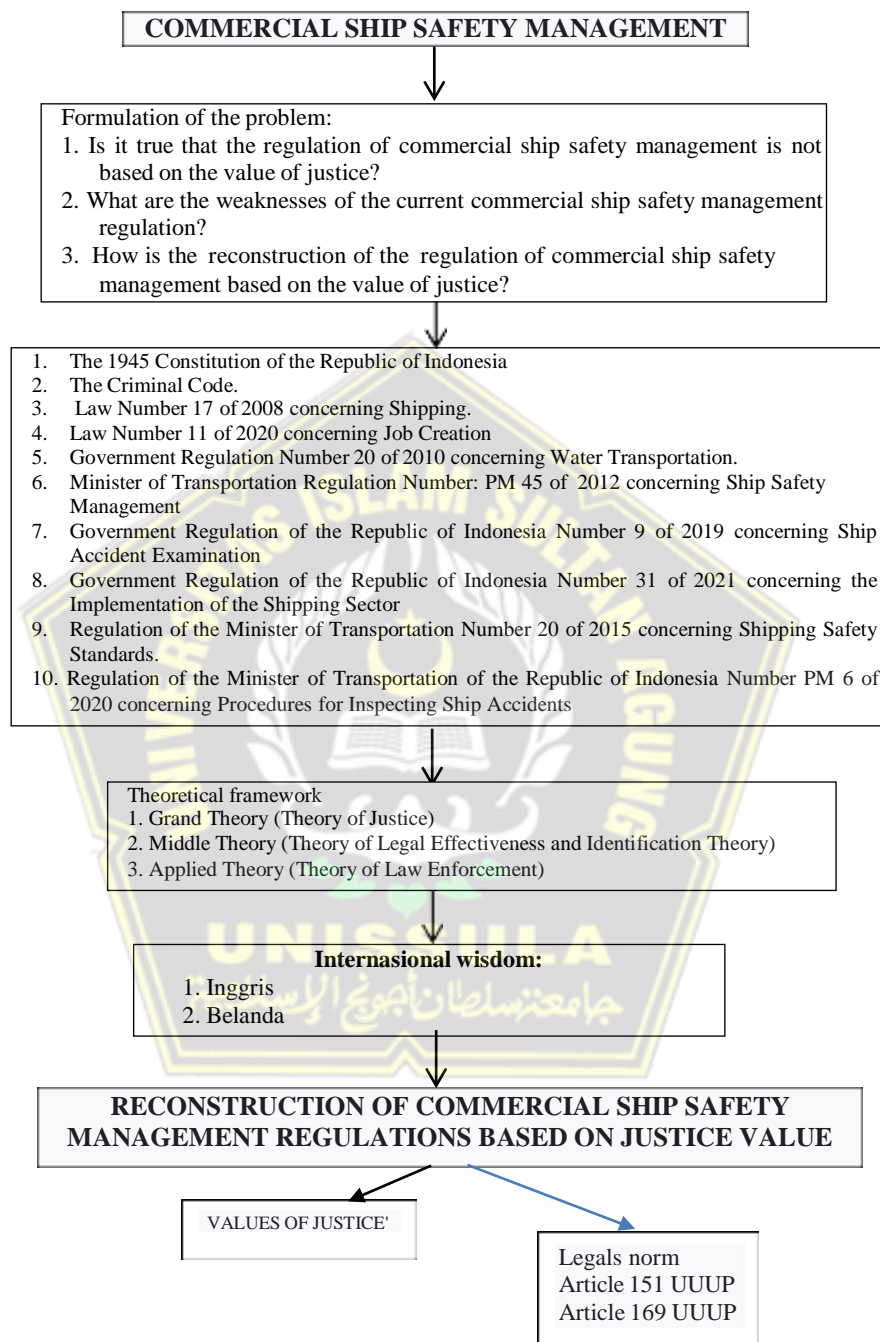 COMMERCIAL SHIP SAFETY MANAGEMENT
Formulation of the problem:
1. Is it true that the regulation of commercial ship safety management is not
based on the value of justice?
2. What are the weaknesses of the current commercial ship safety management
regulation?
3. How is the reconstruction of the regulation of commercial ship safety
management based on the value of justice?
1. The 1945 Constitution of the Republic of Indonesia
2. The Criminal Code.
3. Law Number 17 of 2008 concerning Shipping.
4. Law Number 11 of 2020 concerning Job Creation
5. Government Regulation Number 20 of 2010 concerning Water Transportation.
6. Minister of Transportation Regulation Number: PM 45 of 2012 concerning Ship Safety
Management
7. Government Regulation of the Republic of Indonesia Number 9 of 2019 concerning Ship
Accident Examination
8. Government Regulation of the Republic of Indonesia Number 31 of 2021 concerning the
Implementation of the Shipping Sector
9. Regulation of the Minister of Transportation Number 20 of 2015 concerning Shipping Safety
Standards.
10. Regulation of the Minister of Transportation of the Republic of Indonesia Number PM 6 of
2020 concerning Procedures for Inspecting Ship Accidents
UNIVERSITAS ISLAM SULTAN AGUNG
Theoretical framework
1. Grand Theory (Theory of Justice)
2. Middle Theory (Theory of Legal Effectiveness and Identification Theory)
3. Applied Theory (Theory of Law Enforcement)
UNISSULA
جامعتسلطان أجونج الإسلامية
Internasional wisdom:
1. Inggris
2. Belanda
RECONSTRUCTION OF COMMERCIAL SHIP SAFETY
MANAGEMENT REGULATIONS BASED ON JUSTICE VALUE
VALUES OF JUSTICE'
Legals norm
Article 151 UUUP
Article 169 UUUP